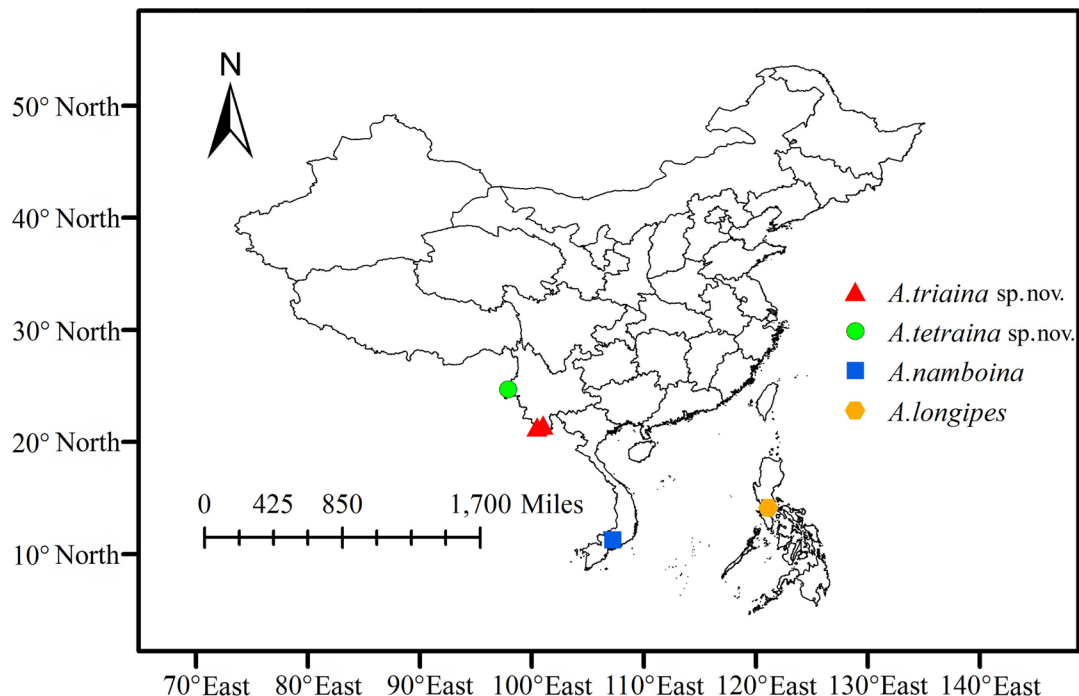 N
50° North
40° North
30° North
20° North
10° North
A.triaina sp.nov.
A.tetraina sp.nov.
A.namboina
A.longipes
0 425 850 1,700 Miles
70°East 80°East 90°East 100°East 110°East 120°East 130°East 140°East